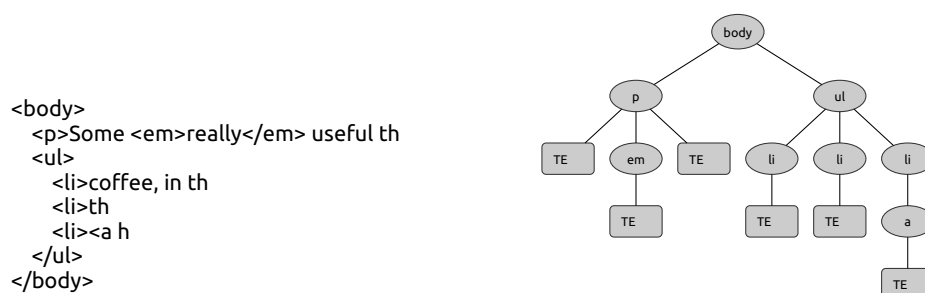 <body>
<p>Some <em>really</em> useful th
<ul>
<li>coffee, in th
<li>th
<li><a h
</ul>
</body>
body
p
ul
TE
em
TE
li
li
li
TE
TE
TE
a
TE